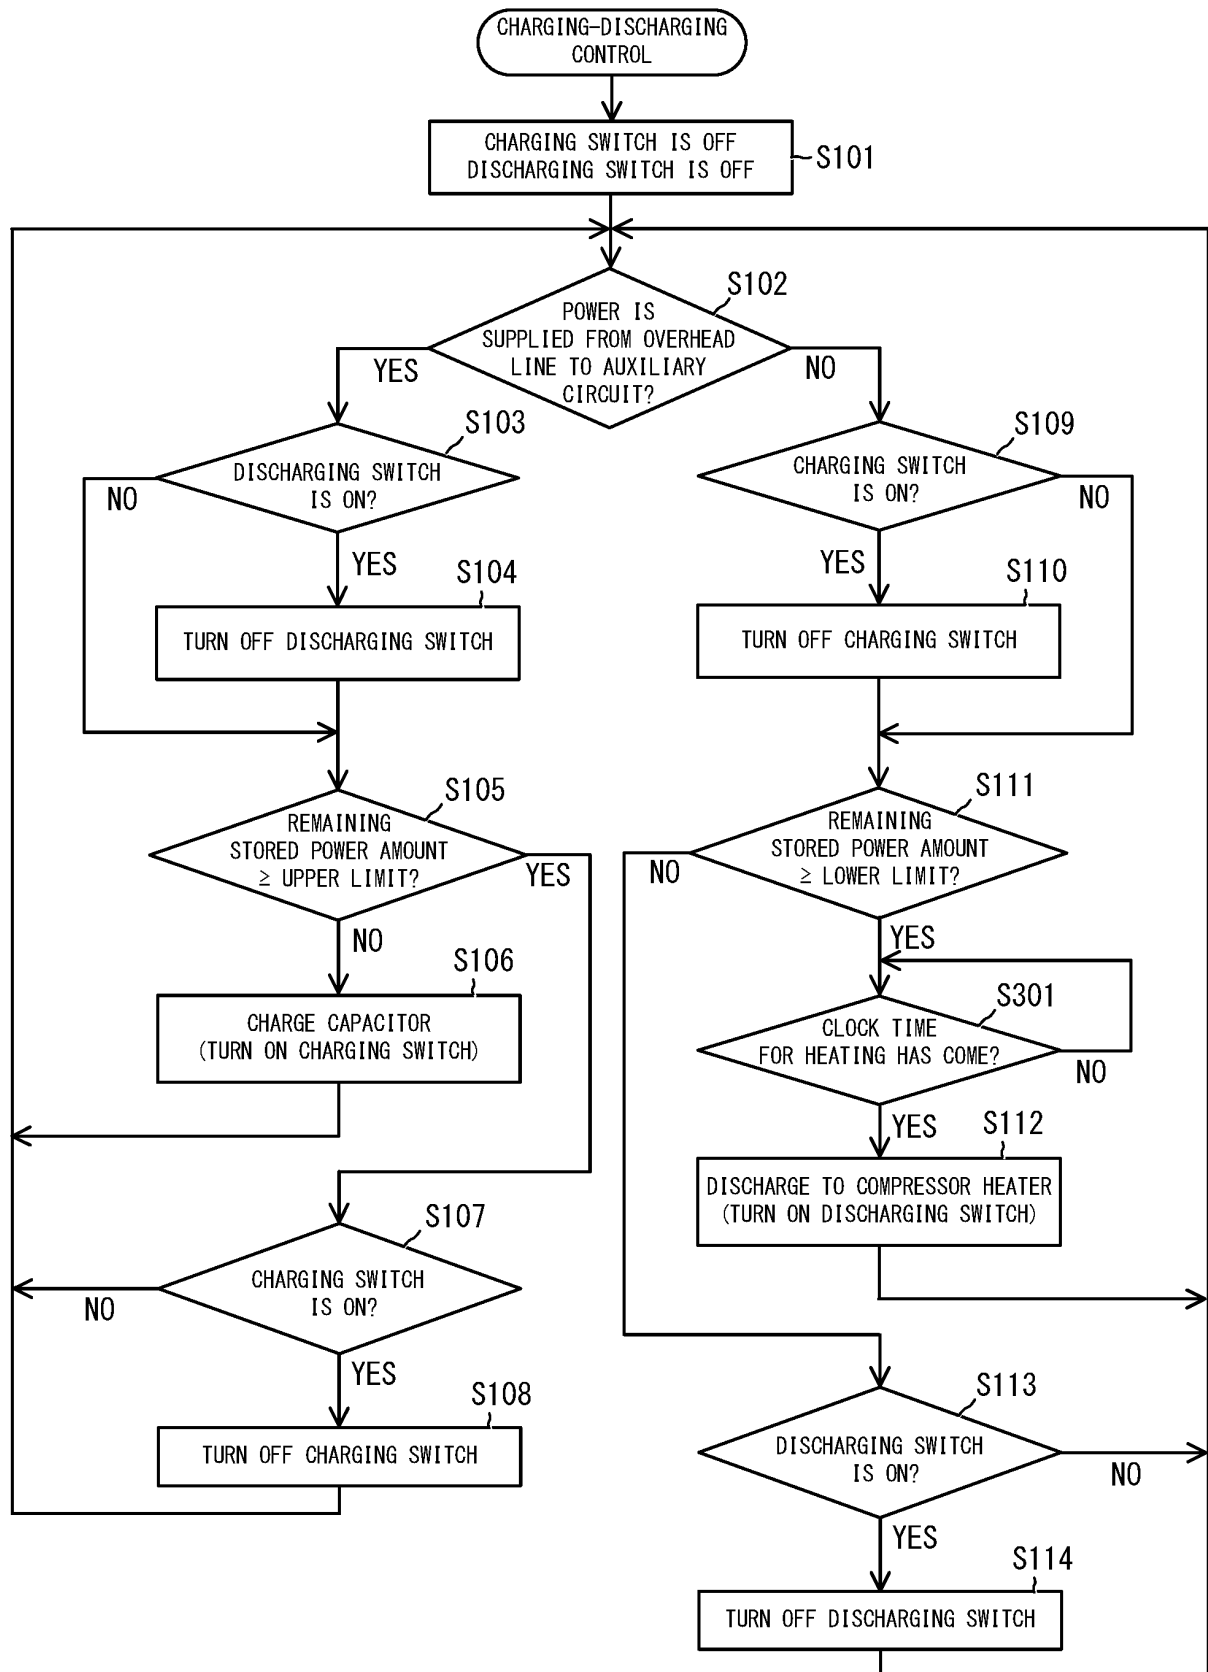 CHARGING-DISCHARGING
CONTROL
CHARGING SWITCH IS OFF
DISCHARGING SWITCH IS OFF
S101
S102
POWER IS
SUPPLIED FROM OVERHEAD
LINE TO AUXILIARY
CIRCUIT?
YES
NO
S103
DISCHARGING SWITCH
IS ON?
NO
YES
S104
TURN OFF DISCHARGING SWITCH
S105
REMAINING
STORED POWER AMOUNT
≥ UPPER LIMIT?
YES
NO
S106
CHARGE CAPACITOR
(TURN ON CHARGING SWITCH)
S107
CHARGING SWITCH
IS ON?
NO
YES
S108
TURN OFF CHARGING SWITCH
S109
CHARGING SWITCH
IS ON?
NO
YES
S110
TURN OFF CHARGING SWITCH
S111
REMAINING
STORED POWER AMOUNT
≥ LOWER LIMIT?
NO
YES
S301
CLOCK TIME
FOR HEATING HAS COME?
NO
YES
S112
DISCHARGE TO COMPRESSOR HEATER
(TURN ON DISCHARGING SWITCH)
S113
DISCHARGING SWITCH
IS ON?
NO
YES
S114
TURN OFF DISCHARGING SWITCH